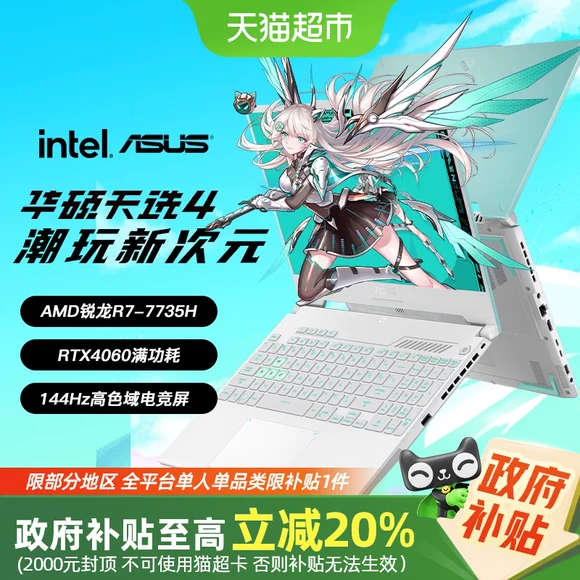 天猫超市
intel. ASUS
华硕天选4
潮玩新次元
AMD锐龙R7-7735H
RTX4060满功耗
144Hz高色域电竞屏
限部分地区 全平台单人单品类限补贴1件
政府补贴至高 立减20%
(2000元封顶 不可使用猫超卡 否则补贴无法生效)
政府
补贴